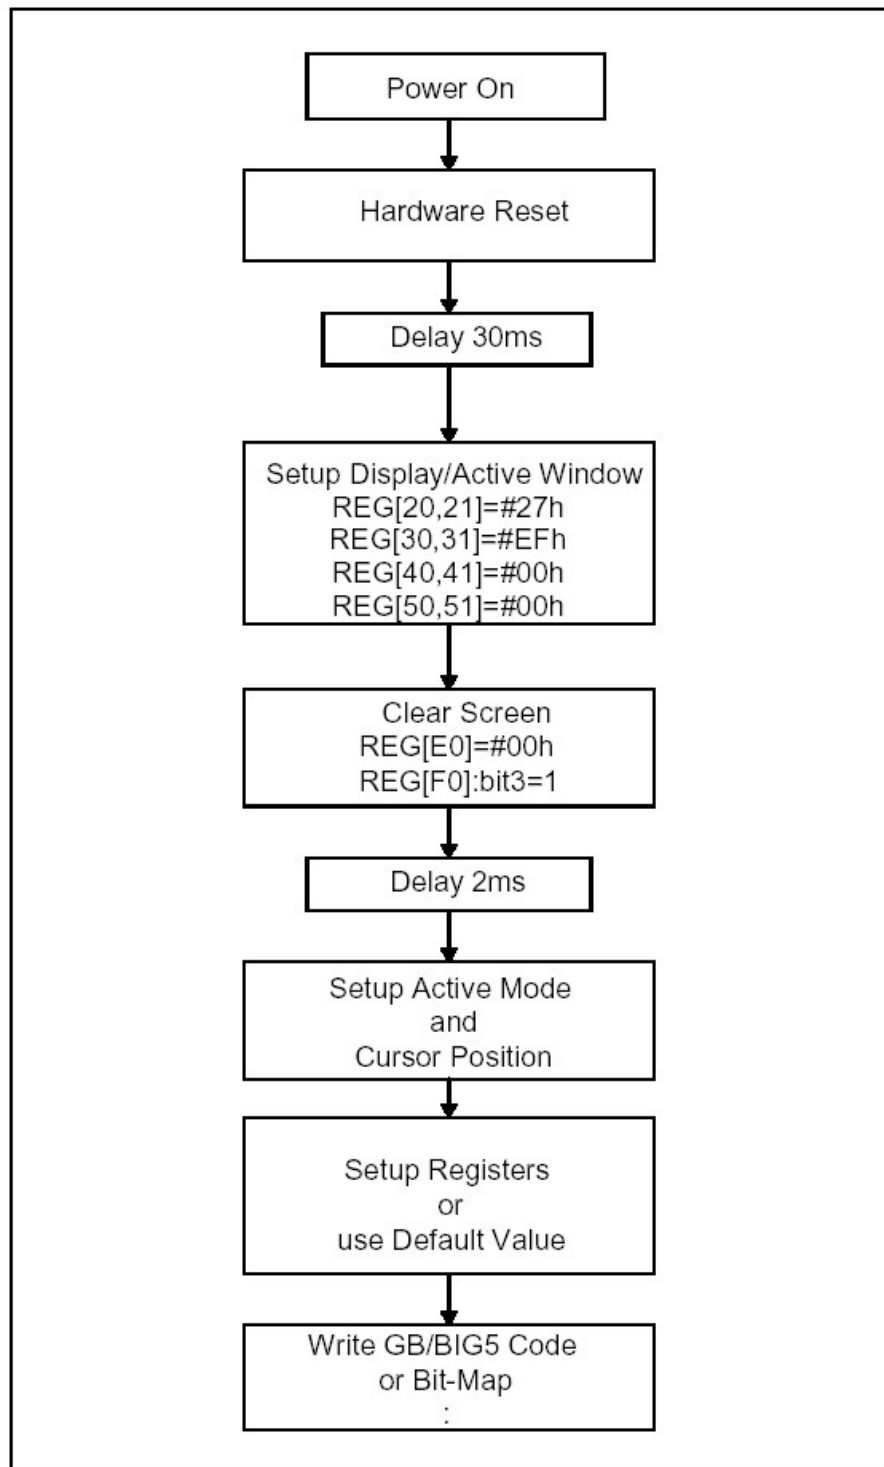 Power On
Hardware Reset
Delay 30ms
Setup Display/Active Window
REG[20,21]=#27h
REG[30,31]=#EFh
REG[40,41]=#00h
REG[50,51]=#00h
Clear Screen
REG[E0]=#00h
REG[F0]:bit3=1
Delay 2ms
Setup Active Mode
and
Cursor Position
Setup Registers
or
use Default Value
Write GB/BIG5 Code
or Bit-Map
: